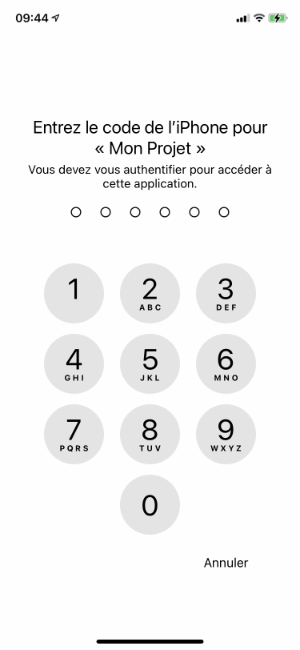 09:44
Entrez le code de l’iPhone pour
« Mon Projet »
Vous devez vous authentifier pour accéder à
cette application.
1
2
ABC
3
DEF
4
GHI
5
JKL
6
MNO
7
PQRS
8
TUV
9
WXYZ
0
Annuler